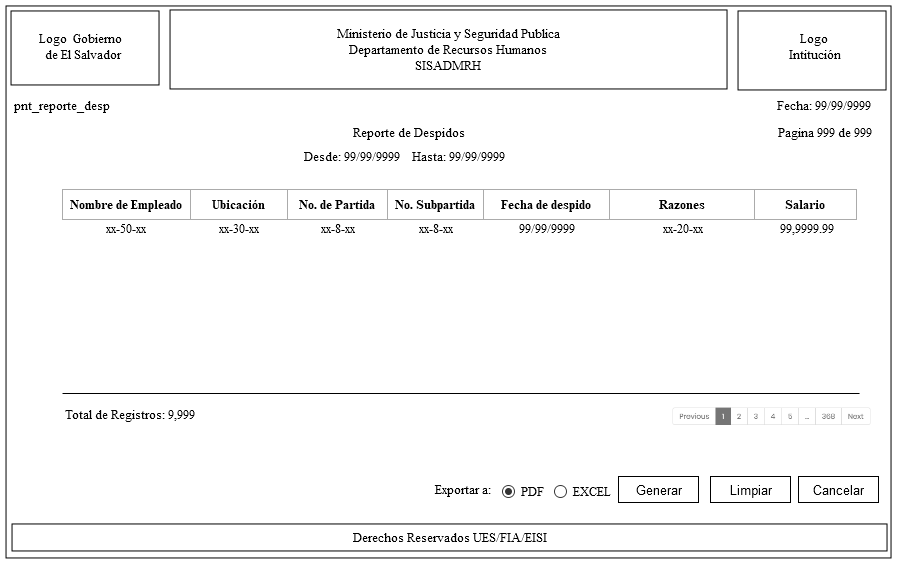 Logo Gobierno
de El Salvador
Ministerio de Justicia y Seguridad Publica
Departamento de Recursos Humanos
SISADMRH
Logo
Intitución
pnt_reporte_desp
Fecha: 99/99/9999
Reporte de Despidos
Pagina 999 de 999
Desde: 99/99/9999 Hasta: 99/99/9999
Nombre de Empleado Ubicación No. de Partida No. Subpartida Fecha de despido Razones Salario
xx-50-xx xx-30-xx xx-8-xx xx-8-xx 99/99/9999 xx-20-xx 99,9999.99
Total de Registros: 9,999
Previous 1 2 3 4 5 ... 368 Next
Exportar a: PDF EXCEL Generar Limpiar Cancelar
Derechos Reservados UES/FIA/EISI